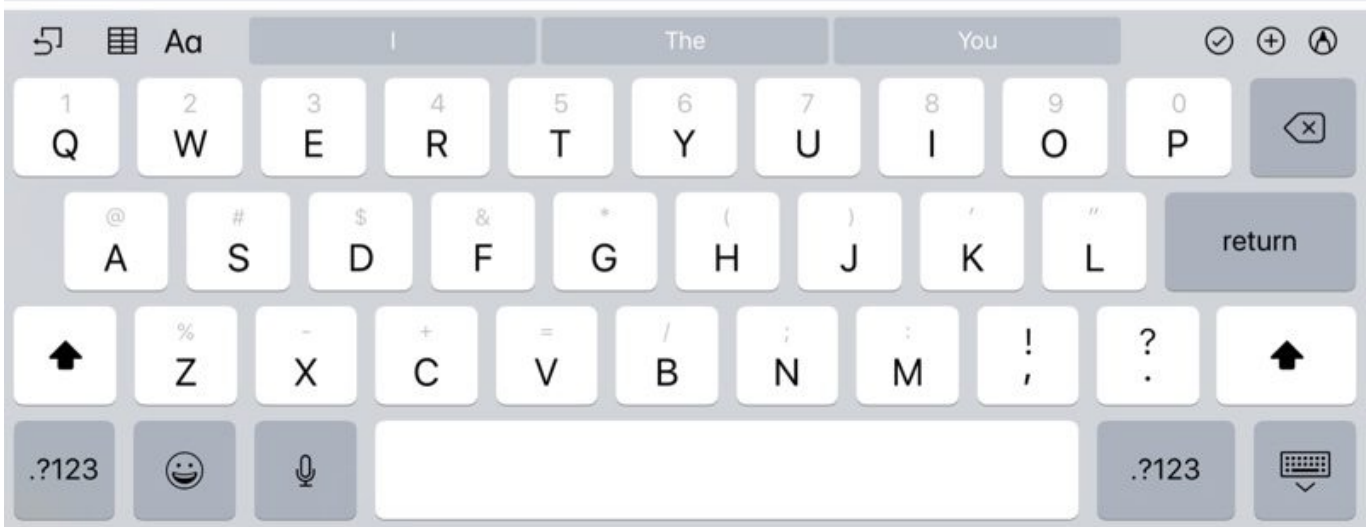 Aa I The You
1 2 3 4 5 6 7 8 9 0
Q W E R T Y U I O P
@ # $ & * ( ) ' "
A S D F G H J K L return
% - + = / ; : ! ?
Z X C V B N M , .
.?123 .?123